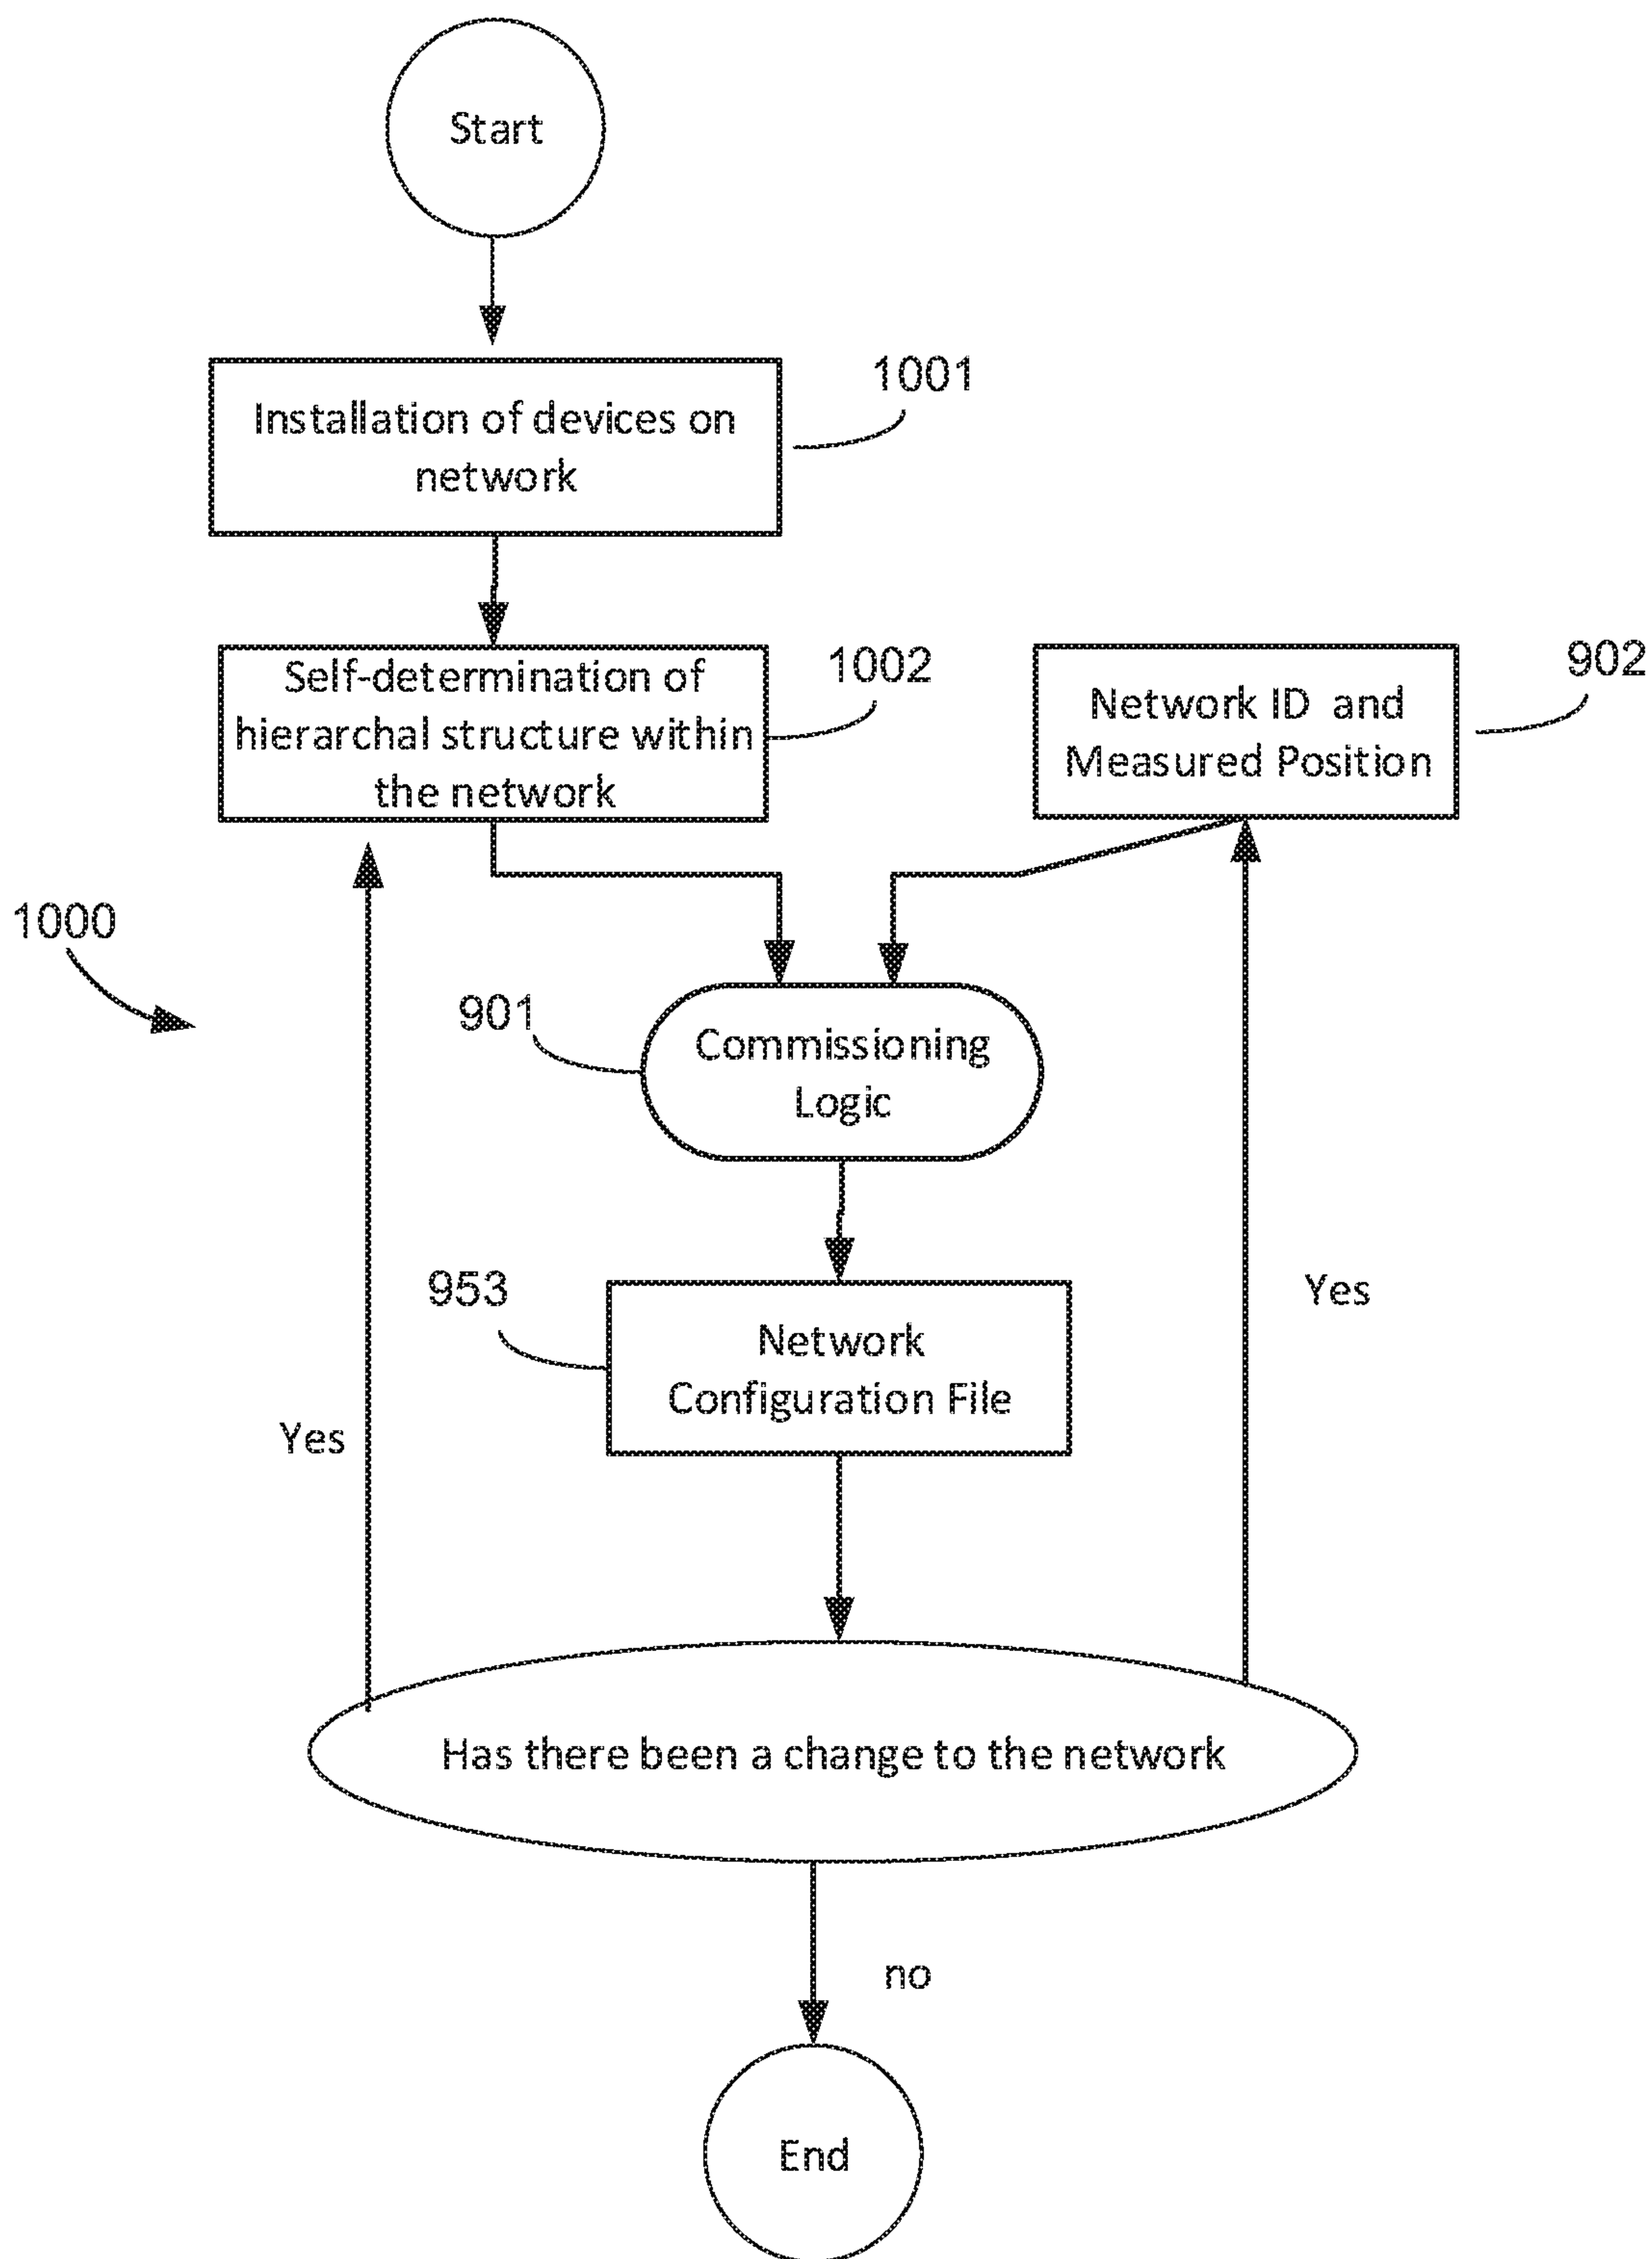 Start
1001
Installation of devices on
network
1002
Self-determination of
hierarchal structure within
the network
902
Network ID and
Measured Position
1000
901
Commissioning
Logic
953
Network
Configuration File
Yes
Yes
Has there been a change to the network
no
End